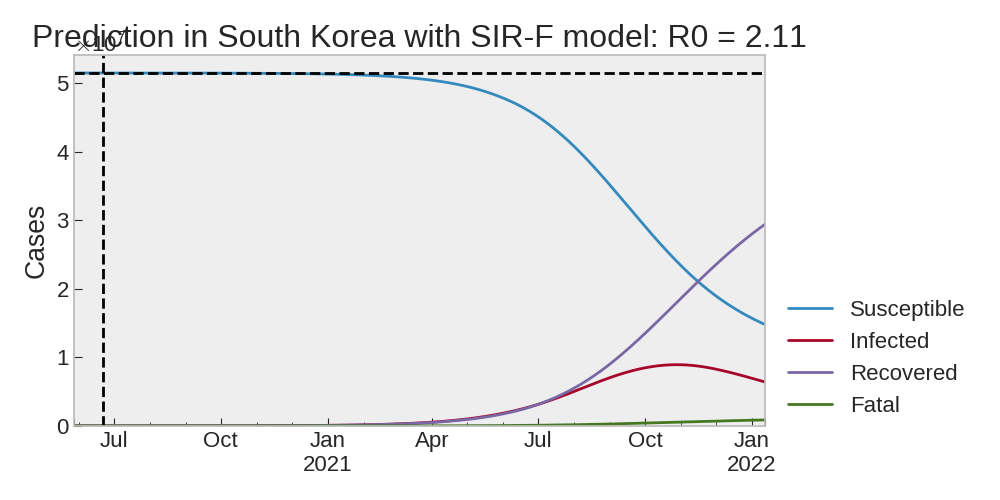 Prediction in South Korea with SIR-F model: R0 = 2.11
×10⁷
Cases
5
4
3
2
1
0
Jul Oct Jan Apr Jul Oct Jan
2021 2022
Susceptible
Infected
Recovered
Fatal